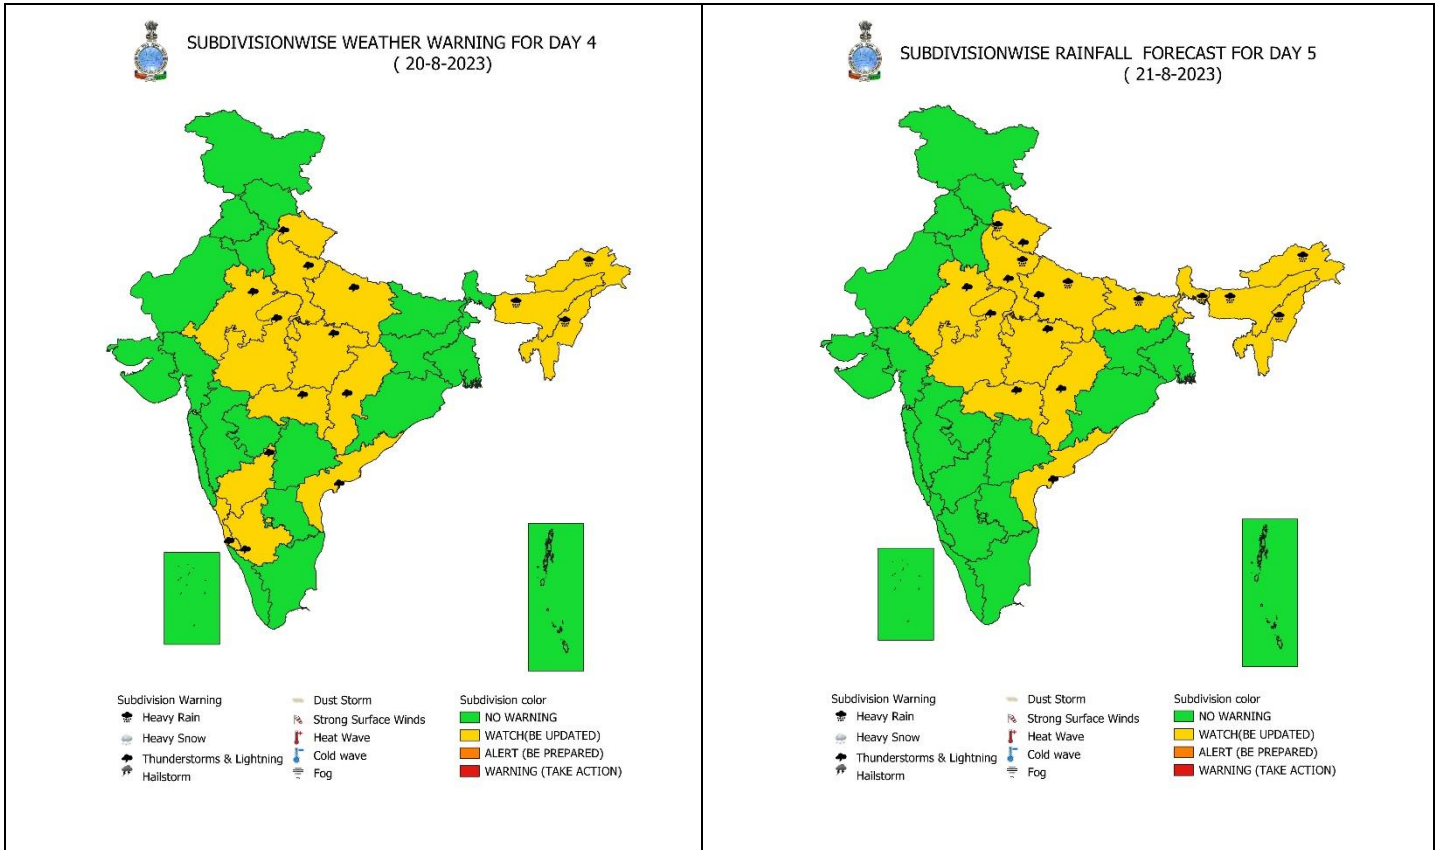 SUBDIVISIONWISE WEATHER WARNING FOR DAY 4
( 20-8-2023)
Subdivision Warning
Heavy Rain
Heavy Snow
Thunderstorms & Lightning
Hailstorm
Dust Storm
Strong Surface Winds
Heat Wave
Cold wave
Fog
Subdivision color
NO WARNING
WATCH(BE UPDATED)
ALERT (BE PREPARED)
WARNING (TAKE ACTION)
SUBDIVISIONWISE RAINFALL FORECAST FOR DAY 5
( 21-8-2023)
Subdivision Warning
Heavy Rain
Heavy Snow
Thunderstorms & Lightning
Hailstorm
Dust Storm
Strong Surface Winds
Heat Wave
Cold wave
Fog
Subdivision color
NO WARNING
WATCH(BE UPDATED)
ALERT (BE PREPARED)
WARNING (TAKE ACTION)